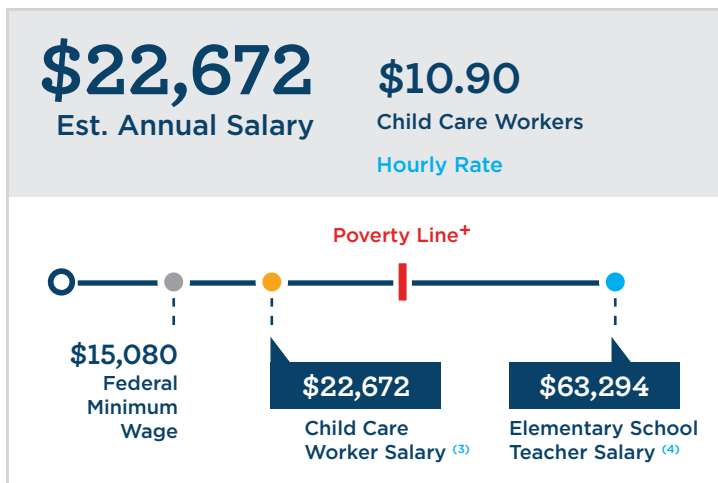 $22,672
Est. Annual Salary
$10.90
Child Care Workers
Hourly Rate
Poverty Line+
$15,080
Federal
Minimum
Wage
$22,672
Child Care
Worker Salary (3)
$63,294
Elementary School
Teacher Salary (4)